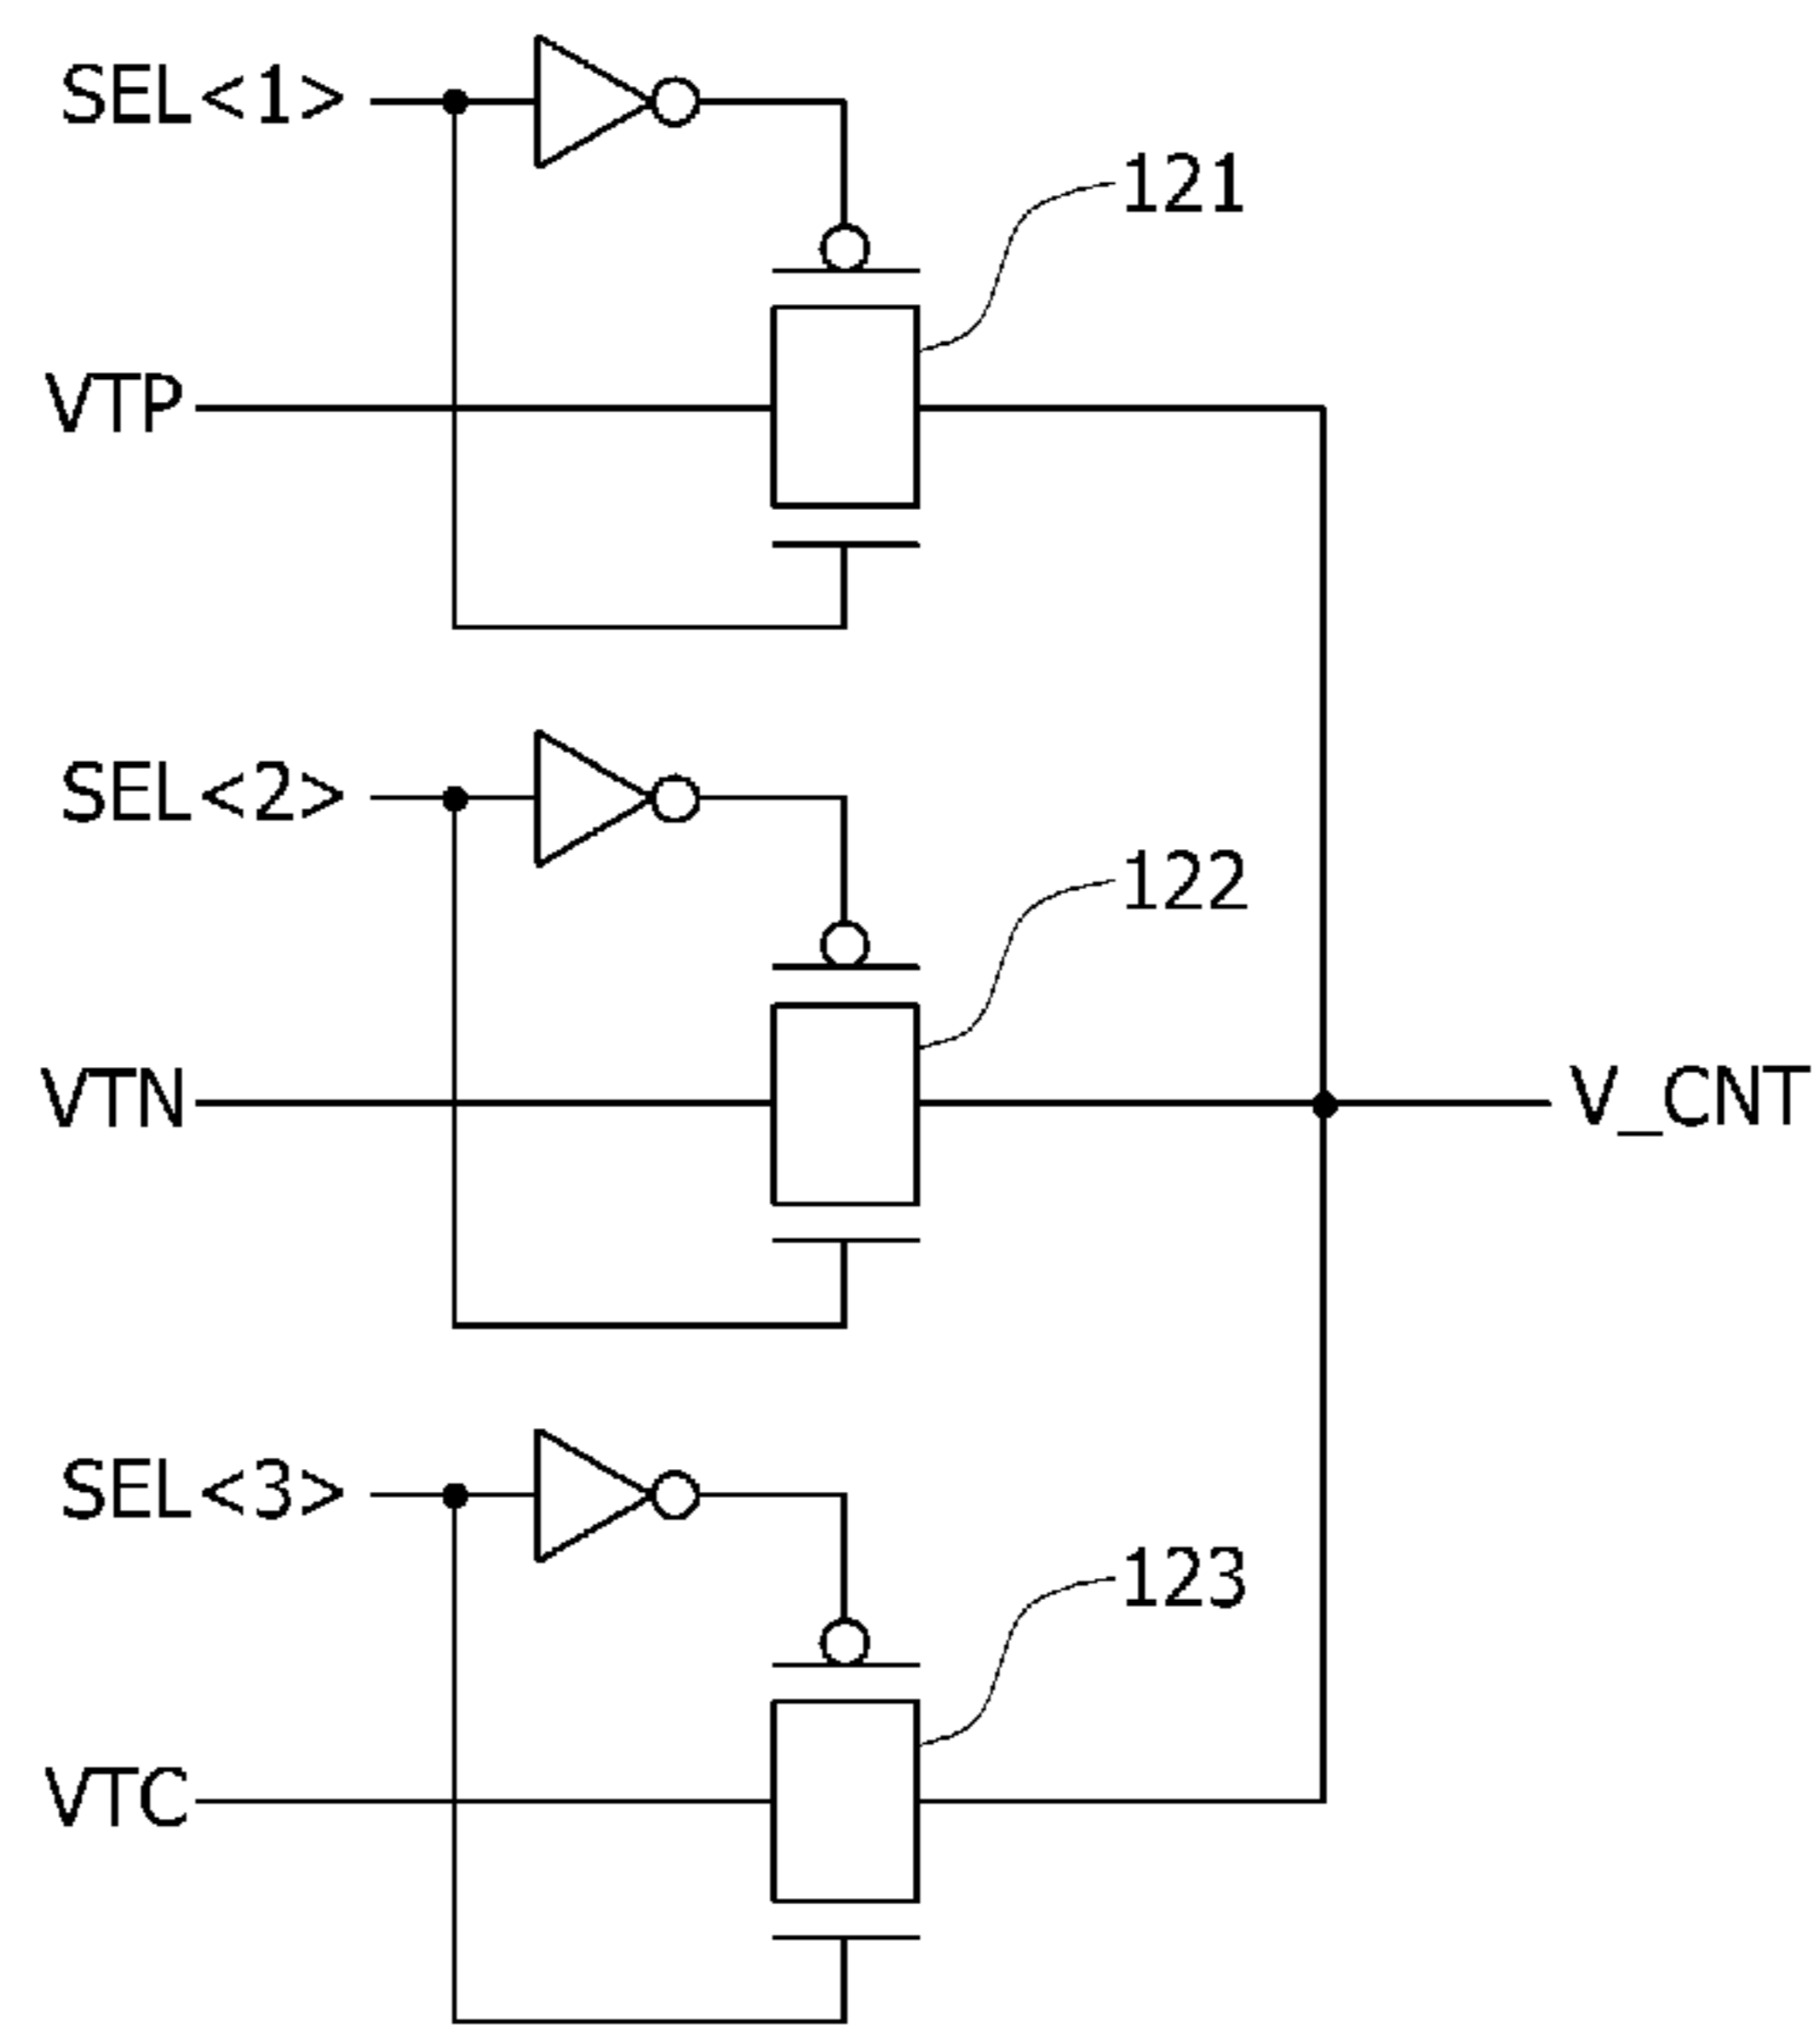 SEL<1>
121
VTP
SEL<2>
122
VTN
V_CNT
SEL<3>
123
VTC